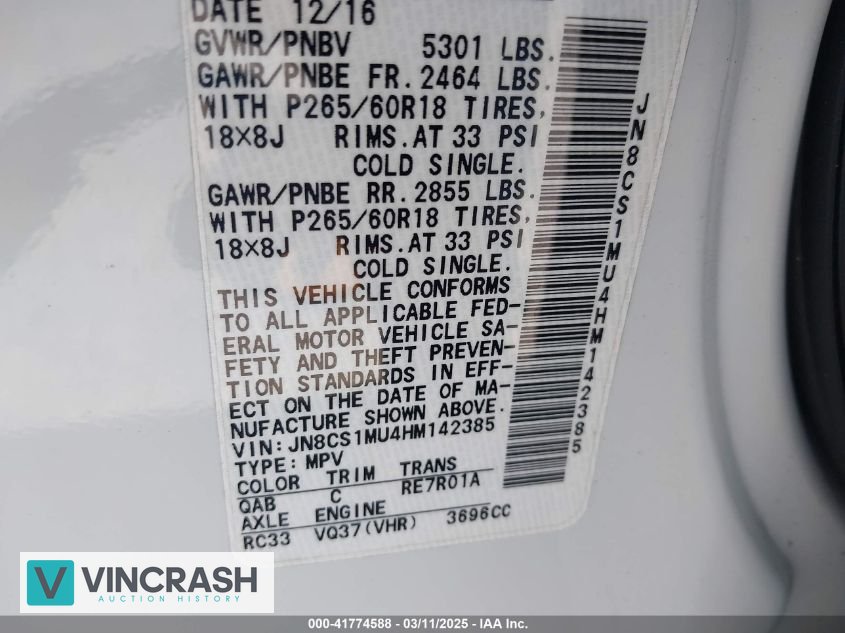 DATE 12/16
GVWR/PNBV 5301 LBS.
GAWR/PNBE FR. 2464 LBS.
WITH P265/60R18 TIRES,
18X8J RIMS. AT 33 PSI
COLD SINGLE.
GAWR/PNBE RR. 2855 LBS.
WITH P265/60R18 TIRES,
18X8J RIMS. AT 33 PSI
COLD SINGLE.
THIS VEHICLE CONFORMS
TO ALL APPLICABLE FED-
ERAL MOTOR VEHICLE SA-
FETY AND THEFT PREVEN-
TION STANDARDS IN EFF-
ECT ON THE DATE OF MA-
NUFACTURE SHOWN ABOVE.
VIN: JN8CS1MU4HM142385
TYPE: MPV
COLOR TRIM TRANS
QAB C RE7R01A
AXLE ENGINE
RC33 VQ37(VHR) 3696CC
JN8CS1MU4HM142385
VINCRASH
AUCTION HISTORY
000-41774588 - 03/11/2025 - IAA Inc.